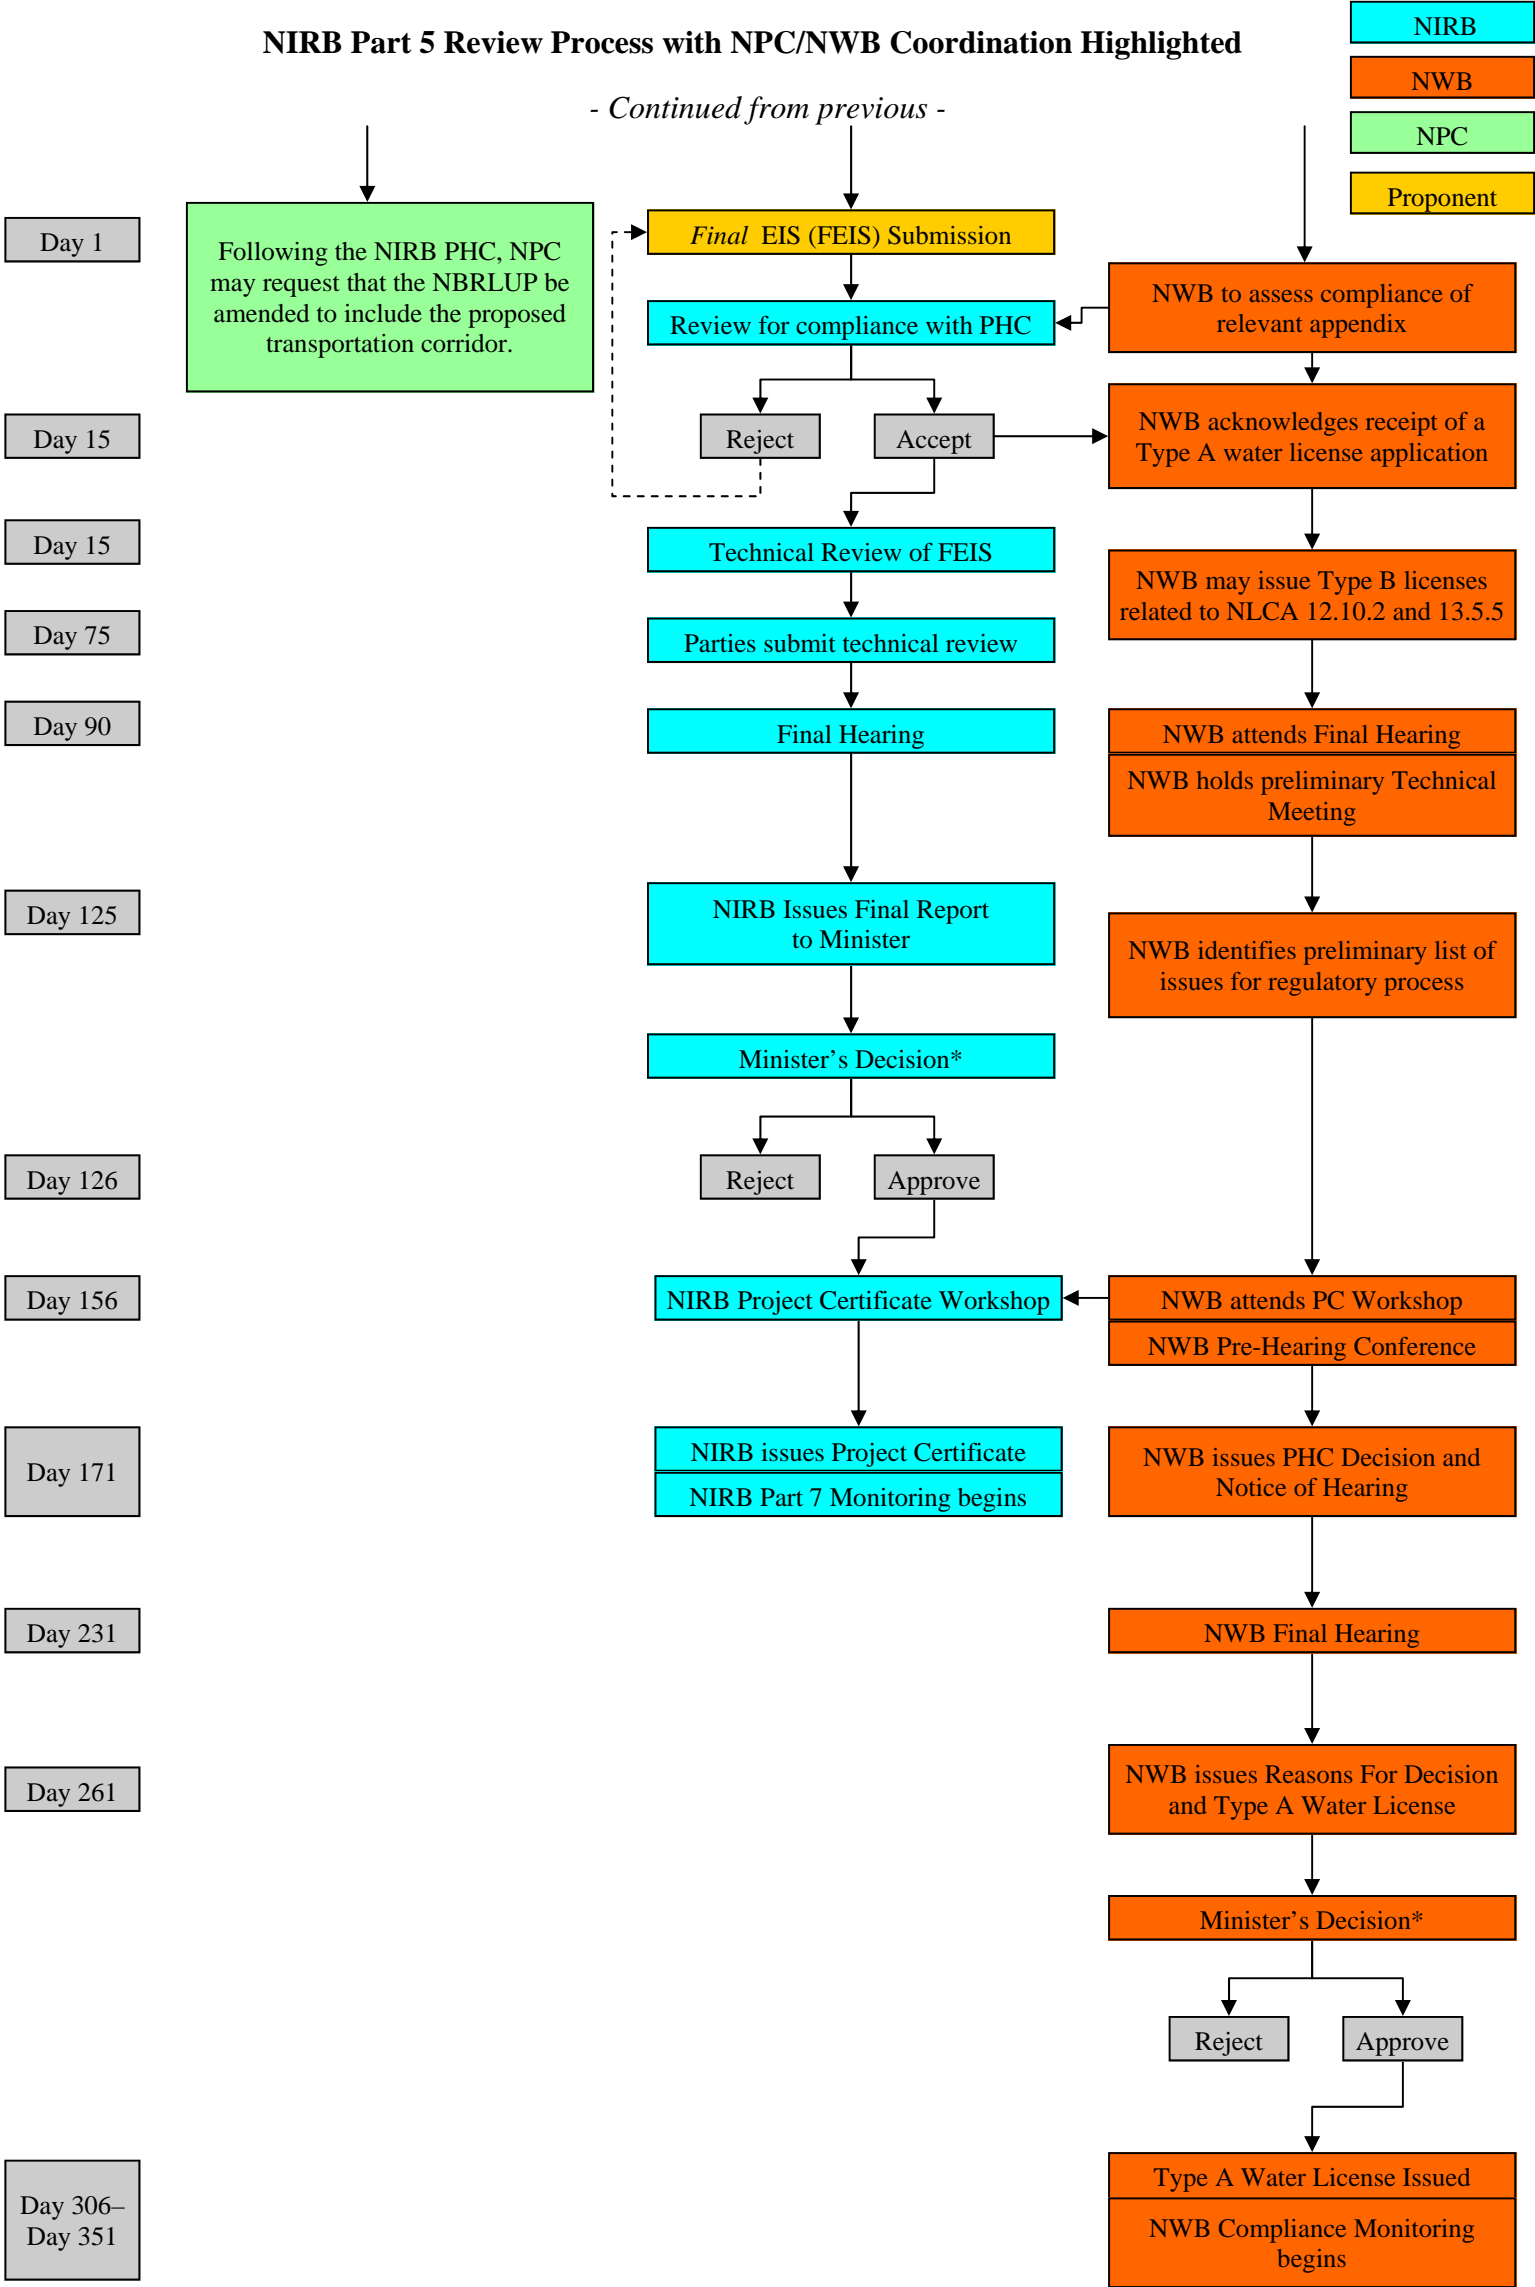 NIRB Part 5 Review Process with NPC/NWB Coordination Highlighted
- Continued from previous -
NIRB
NWB
NPC
Proponent
Day 1
Following the NIRB PHC, NPC
may request that the NBRLUP be
amended to include the proposed
transportation corridor.
Final EIS (FEIS) Submission
Review for compliance with PHC
NWB to assess compliance of
relevant appendix
Day 15
Reject
Accept
NWB acknowledges receipt of a
Type A water license application
Day 15
Technical Review of FEIS
NWB may issue Type B licenses
related to NLCA 12.10.2 and 13.5.5
Day 75
Parties submit technical review
Day 90
Final Hearing
NWB attends Final Hearing
NWB holds preliminary Technical
Meeting
Day 125
NIRB Issues Final Report
to Minister
NWB identifies preliminary list of
issues for regulatory process
Minister’s Decision*
Day 126
Reject
Approve
Day 156
NIRB Project Certificate Workshop
NWB attends PC Workshop
NWB Pre-Hearing Conference
Day 171
NIRB issues Project Certificate
NIRB Part 7 Monitoring begins
NWB issues PHC Decision and
Notice of Hearing
Day 231
NWB Final Hearing
Day 261
NWB issues Reasons For Decision
and Type A Water License
Minister’s Decision*
Reject
Approve
Day 306–
Day 351
Type A Water License Issued
NWB Compliance Monitoring
begins